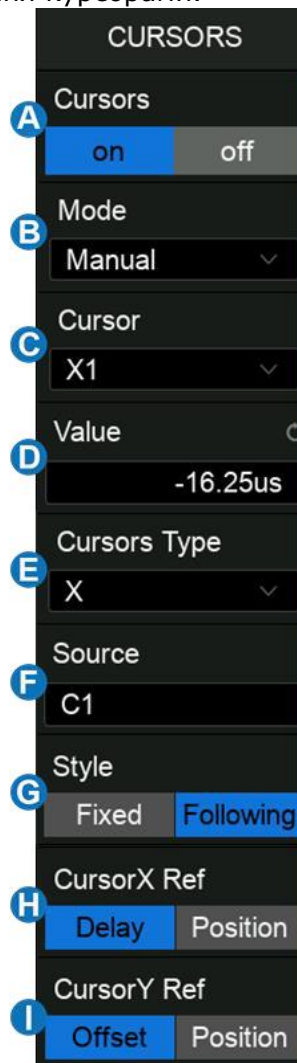 CURSORS
A
Cursors
on off
B
Mode
Manual
C
Cursor
X1
D
Value
-16.25us
E
Cursors Type
X
F
Source
C1
G
Style
Fixed Following
H
CursorX Ref
Delay Position
I
CursorY Ref
Offset Position